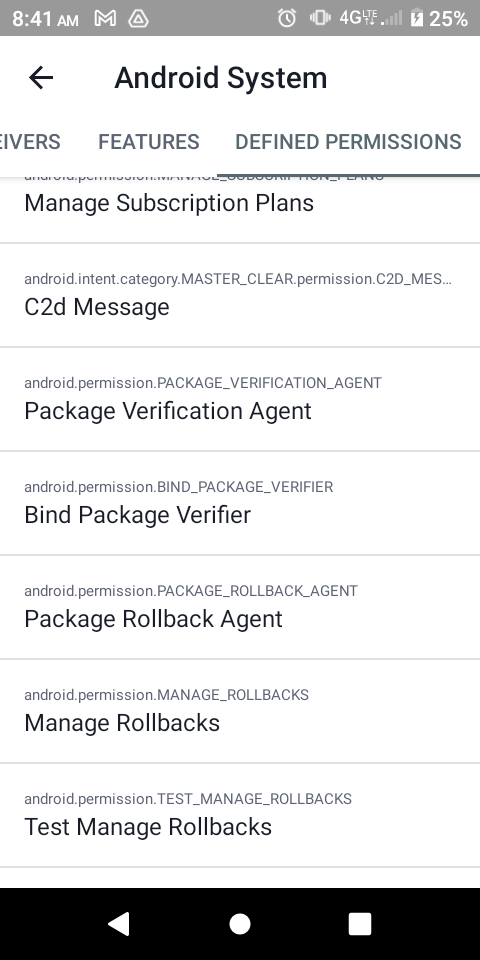 8:41 AM 4G LTE 25%
Android System
EIVERS FEATURES DEFINED PERMISSIONS
android.permission.MANAGE_SUBSCRIPTION_PLANS
Manage Subscription Plans
android.intent.category.MASTER_CLEAR.permission.C2D_MES...
C2d Message
android.permission.PACKAGE_VERIFICATION_AGENT
Package Verification Agent
android.permission.BIND_PACKAGE_VERIFIER
Bind Package Verifier
android.permission.PACKAGE_ROLLBACK_AGENT
Package Rollback Agent
android.permission.MANAGE_ROLLBACKS
Manage Rollbacks
android.permission.TEST_MANAGE_ROLLBACKS
Test Manage Rollbacks